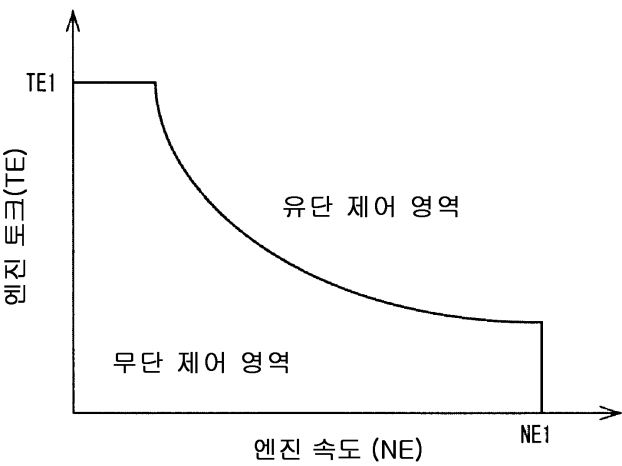 TE1
엔진 토크(TE)
유단 제어 영역
무단 제어 영역
NE1
엔진 속도 (NE)